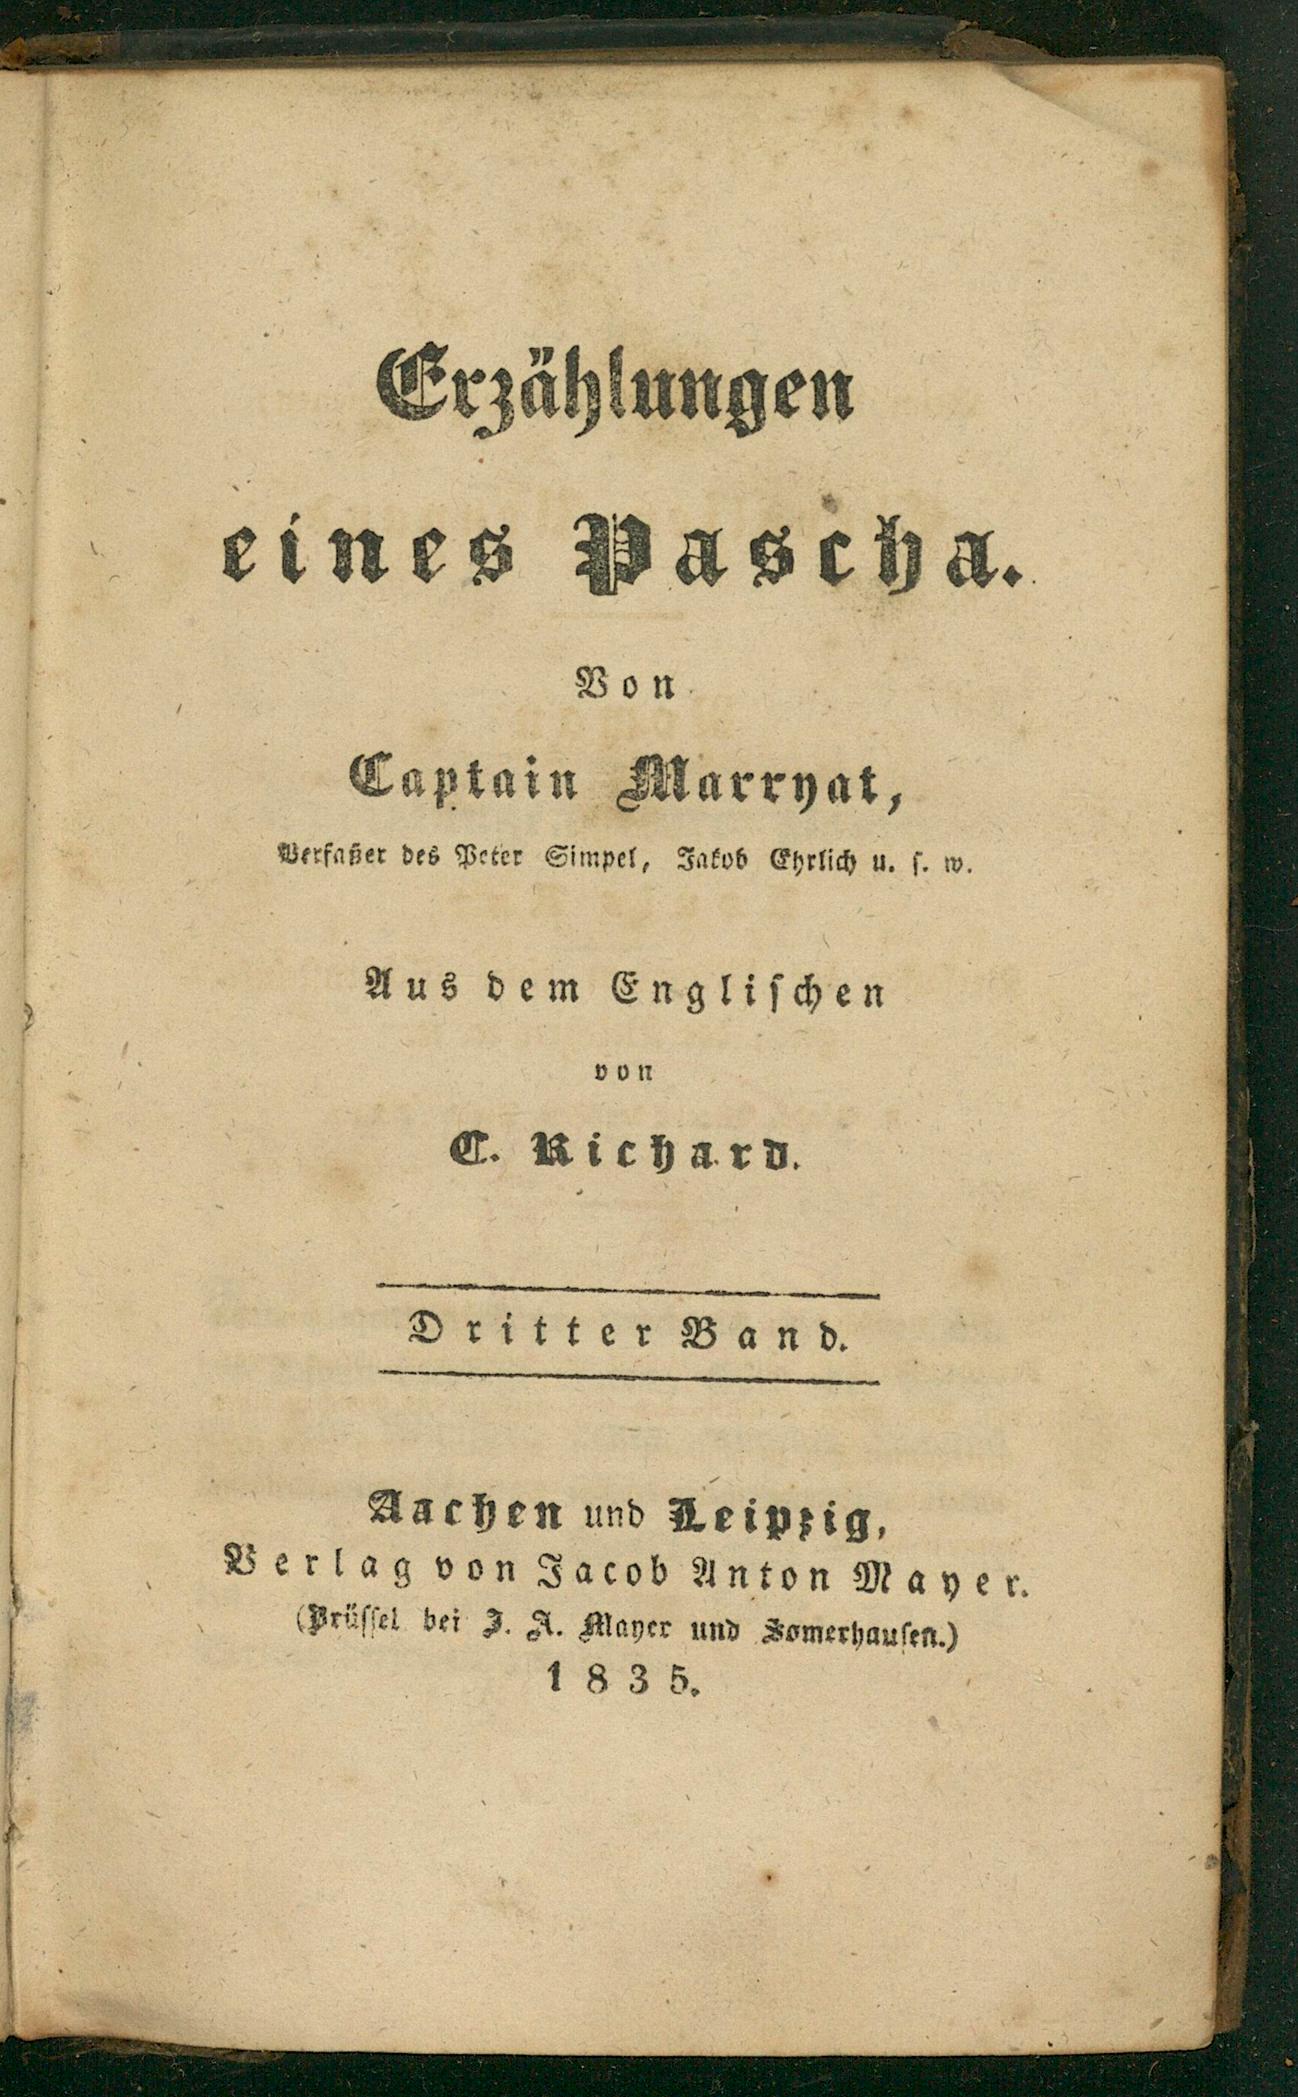 Erzählungen
eines Pascha.
Von
Captain Marryat,
Verfaßer des Peter Simpel, Jakob Ehrlich u. ſ. w.
Aus dem Engliſchen
von
C. Richard.
Dritter Band.
Aachen und Leipzig,
Verlag von Jacob Anton Mayer.
(Brüſſel bei J. A. Mayer und Somerhauſen.)
1835.